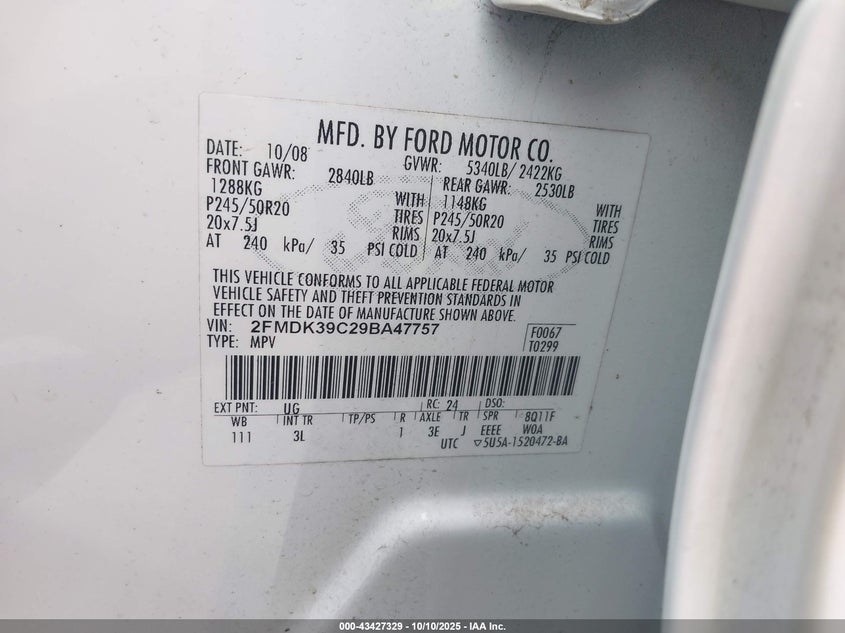 MFD. BY FORD MOTOR CO.
DATE: 10/08 GVWR: 5340LB/ 2422KG
FRONT GAWR: 2840LB REAR GAWR: 2530LB
1288KG WITH 1148KG WITH
P245/50R20 TIRES P245/50R20 TIRES
20x7.5J RIMS 20x7.5J RIMS
AT 240 kPa/ 35 PSI COLD AT 240 kPa/ 35 PSI COLD
THIS VEHICLE CONFORMS TO ALL APPLICABLE FEDERAL MOTOR
VEHICLE SAFETY AND THEFT PREVENTION STANDARDS IN
EFFECT ON THE DATE OF MANUFACTURE SHOWN ABOVE.
VIN: 2FMDK39C29BA47757 F0067
TYPE: MPV T0299
EXT PNT: UG RC: 24 DSO:
WB INT TR TP/PS R AXLE TR SPR 8Q11F
111 3L 1 3E J EEEE WOA
UTC ▽5U5A-1520472-BA
000-43427329 - 10/10/2025 - IAA Inc.